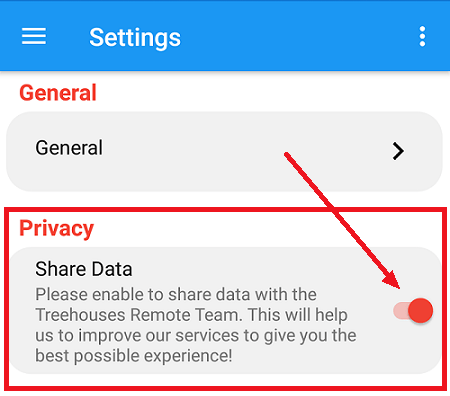 Settings
General
General
Privacy
Share Data
Please enable to share data with the
Treehouses Remote Team. This will help
us to improve our services to give you the
best possible experience!